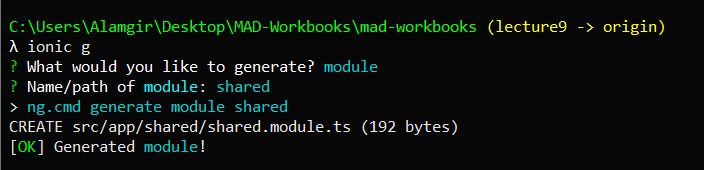 C:\Users\Alamgir\Desktop\MAD-Workbooks\mad-workbooks (lecture9 -> origin)
λ ionic g
? What would you like to generate? module
? Name/path of module: shared
> ng.cmd generate module shared
CREATE src/app/shared/shared.module.ts (192 bytes)
[OK] Generated module!